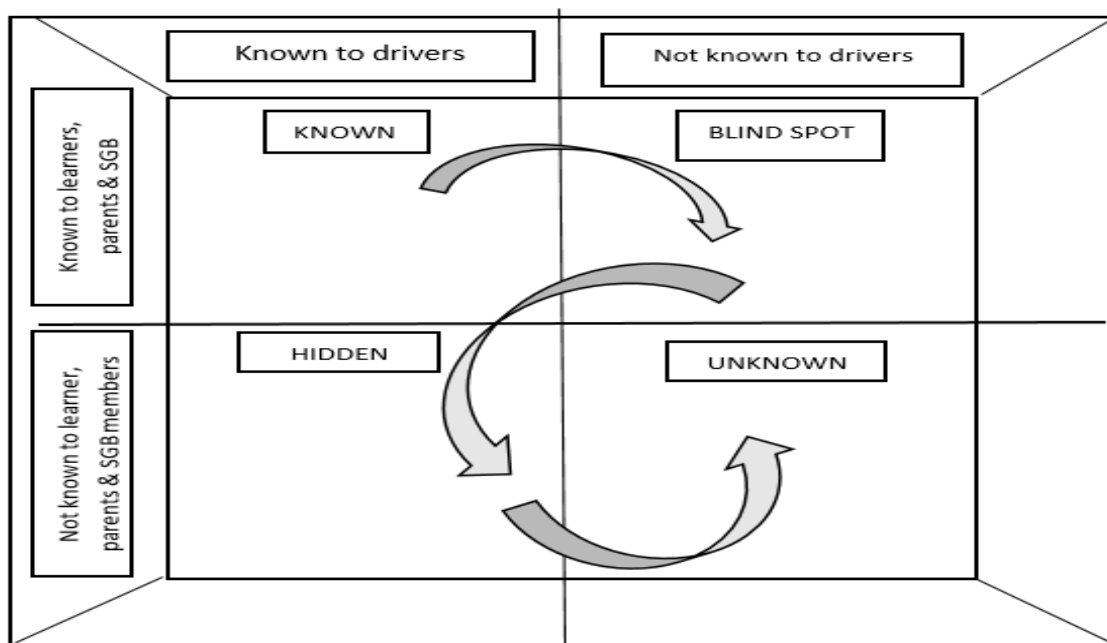 Known to drivers
Not known to drivers
KNOWN
BLIND SPOT
Known to learners,
parents & SGB
HIDDEN
UNKNOWN
Not known to learner,
parents & SGB members